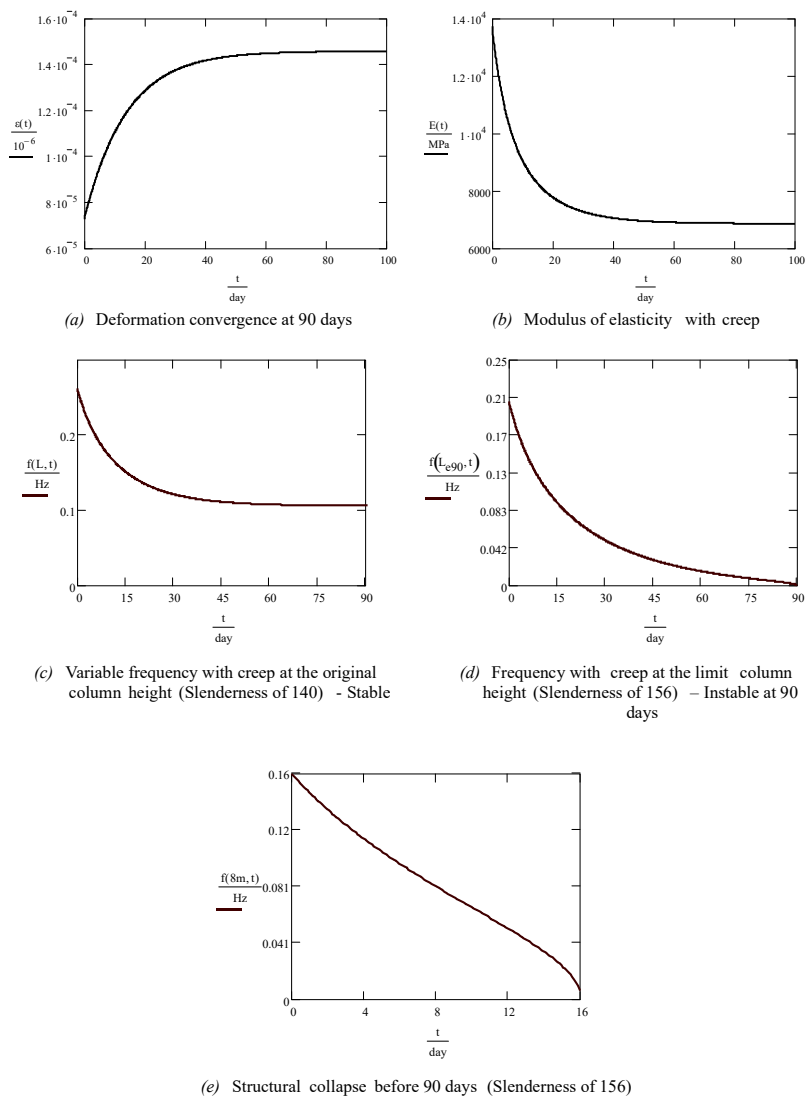 1.6·10⁻⁴
1.4·10⁻⁴
1.2·10⁻⁴
ε(t)
10⁻⁶
1·10⁻⁴
8·10⁻⁵
6·10⁻⁵
0 20 40 60 80 100
t
day
(a) Deformation convergence at 90 days
1.4·10⁴
1.2·10⁴
E(t)
MPa
1·10⁴
8000
6000
0 20 40 60 80 100
t
day
(b) Modulus of elasticity with creep
0.2
f(L,t)
Hz
0.1
0
0 15 30 45 60 75 90
t
day
(c) Variable frequency with creep at the original
column height (Slenderness of 140) - Stable
0.25
0.21
0.17
f(Le90,t)
Hz
0.13
0.083
0.042
0
0 15 30 45 60 75 90
t
day
(d) Frequency with creep at the limit column
height (Slenderness of 156) – Instable at 90
days
0.16
0.12
f(8m,t)
Hz
0.081
0.041
0
0 4 8 12 16
t
day
(e) Structural collapse before 90 days (Slenderness of 156)